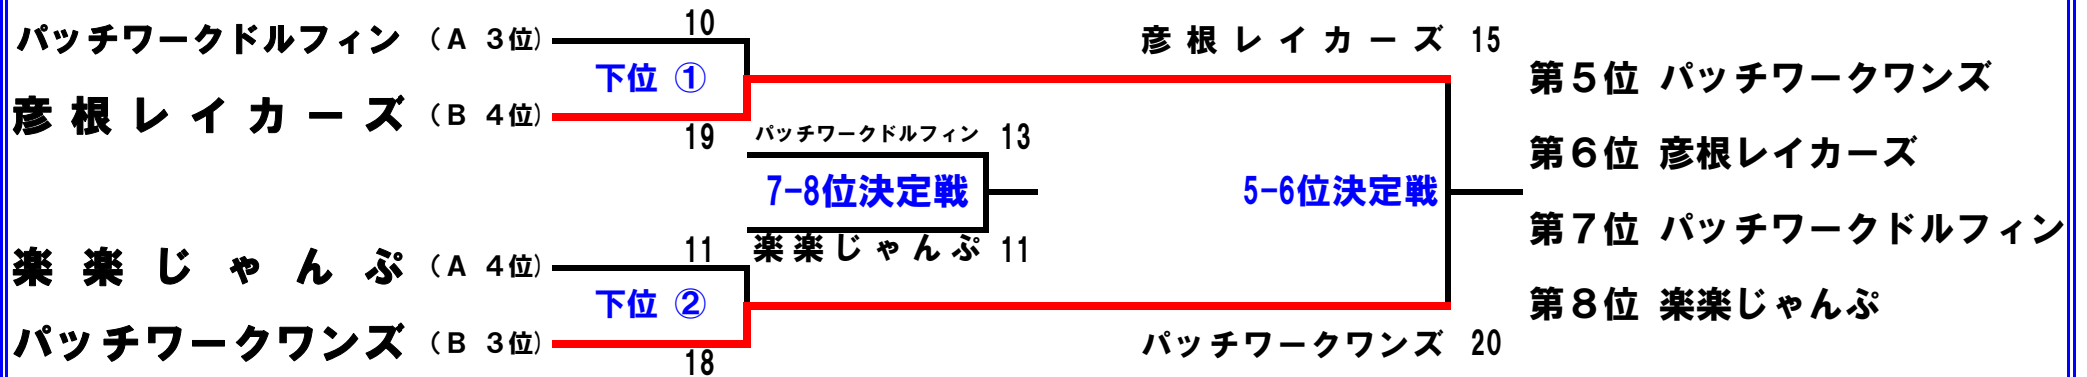 パッチワークドルフィン (A 3位) 10
下位 ①
彦根レイカーズ (B 4位) 19
パッチワークドルフィン 13
7-8位決定戦
楽楽じゃんぷ 11
楽楽じゃんぷ (A 4位) 11
下位 ②
パッチワークワンズ (B 3位) 18
彦根レイカーズ 15
5-6位決定戦
パッチワークワンズ 20
第5位 パッチワークワンズ
第6位 彦根レイカーズ
第7位 パッチワークドルフィン
第8位 楽楽じゃんぷ